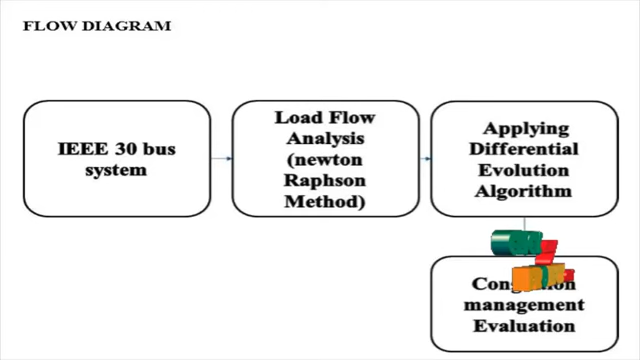 FLOW DIAGRAM
IEEE 30 bus
system
Load Flow
Analysis
(newton
Raphson
Method)
Applying
Differential
Evolution
Algorithm
management
Evaluation